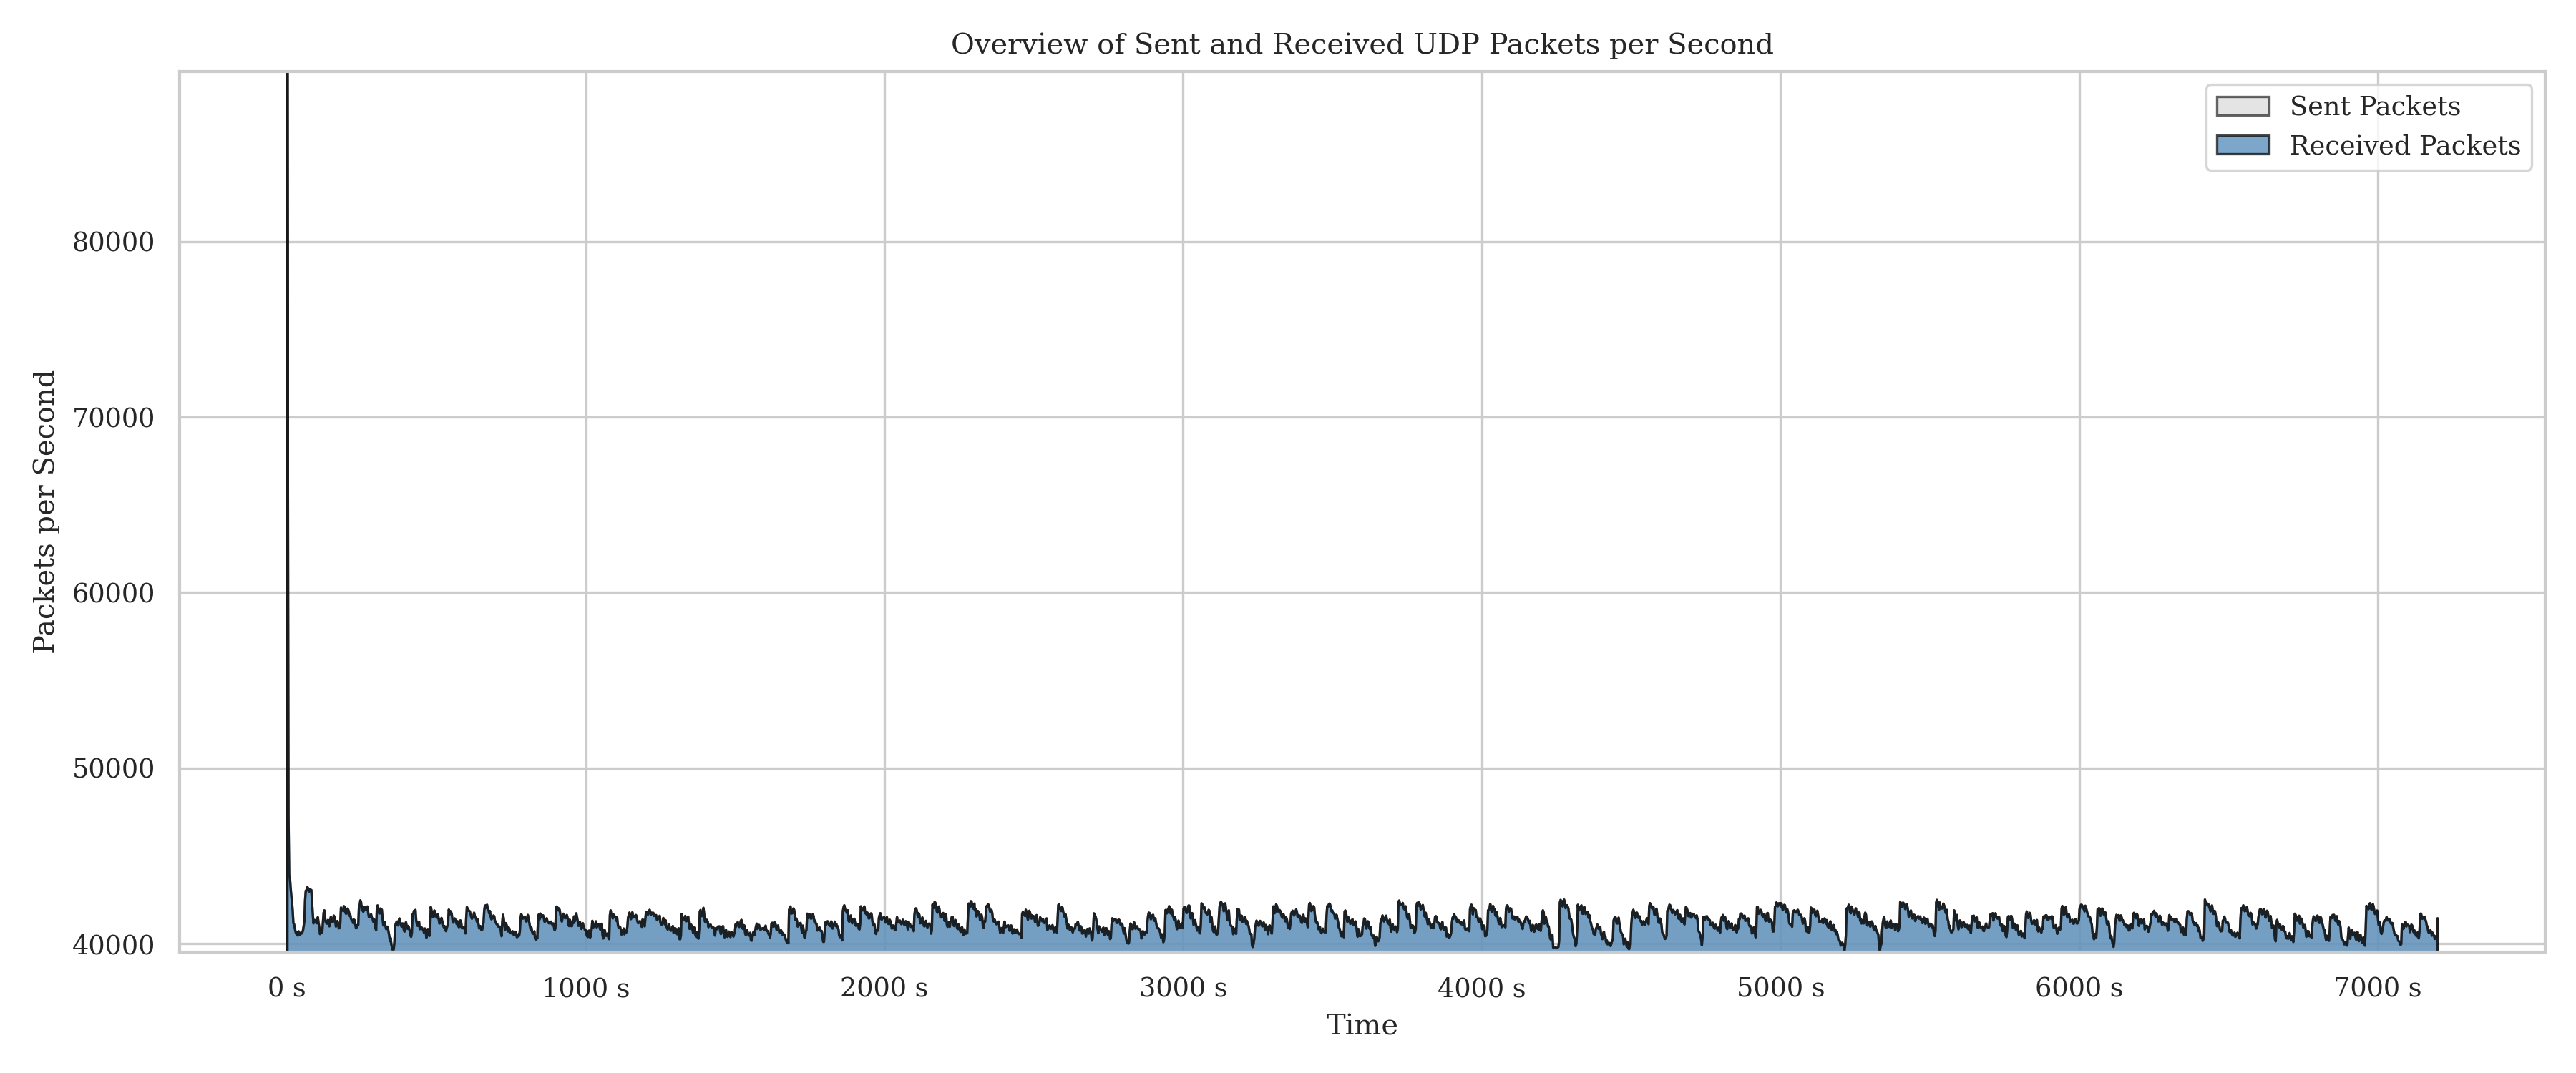 Overview of Sent and Received UDP Packets per Second
Sent Packets
Received Packets
Packets per Second
80000
70000
60000
50000
40000
0 s
1000 s
2000 s
3000 s
4000 s
5000 s
6000 s
7000 s
Time